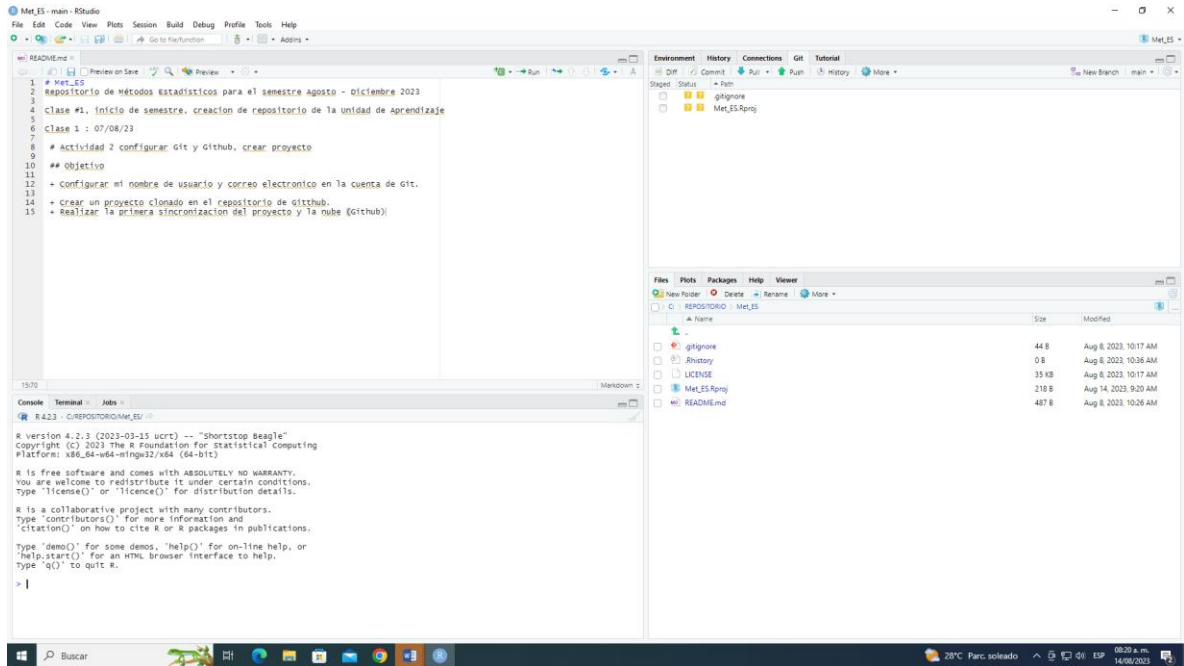 Met_ES - main - RStudio
File Edit Code View Plots Session Build Debug Profile Tools Help
Go to file/function Addins Met_ES
README.md
Preview on Save Preview Run
1 # Met_ES
2 Repositorio de Métodos Estadísticos para el semestre Agosto - Diciembre 2023
3
4 Clase #1, inicio de semestre, creacion de repositorio de la Unidad de Aprendizaje
5
6 Clase 1 : 07/08/23
7
8 # Actividad 2 configurar Git y Github, crear proyecto
9
10 ## Objetivo
11
12 + Configurar mi nombre de usuario y correo electronico en la cuenta de Git.
13
14 + Crear un proyecto clonado en el repositorio de Gitthub.
15 + Realizar la primera sincronizacion del proyecto y la nube (Github)
15:70 Markdown
Console Terminal Jobs
R 4.2.3 · C:/REPOSITORIO/Met_ES/
R version 4.2.3 (2023-03-15 ucrt) -- "Shortstop Beagle"
Copyright (C) 2023 The R Foundation for Statistical Computing
Platform: x86_64-w64-mingw32/x64 (64-bit)
R is free software and comes with ABSOLUTELY NO WARRANTY.
You are welcome to redistribute it under certain conditions.
Type 'license()' or 'licence()' for distribution details.
R is a collaborative project with many contributors.
Type 'contributors()' for more information and
'citation()' on how to cite R or R packages in publications.
Type 'demo()' for some demos, 'help()' for on-line help, or
'help.start()' for an HTML browser interface to help.
Type 'q()' to quit R.
>
Environment History Connections Git Tutorial
Diff Commit Pull Push History More New Branch main
Staged Status Path
? ? .gitignore
? ? Met_ES.Rproj
Files Plots Packages Help Viewer
New Folder Delete Rename More
C: REPOSITORIO Met_ES
Name Size Modified
..
.gitignore 44 B Aug 8, 2023, 10:17 AM
.Rhistory 0 B Aug 8, 2023, 10:36 AM
LICENSE 35 KB Aug 8, 2023, 10:17 AM
Met_ES.Rproj 218 B Aug 14, 2023, 9:20 AM
README.md 487 B Aug 8, 2023, 10:26 AM
Buscar
28°C Parc. soleado ESP 08:20 a. m.
14/08/2023